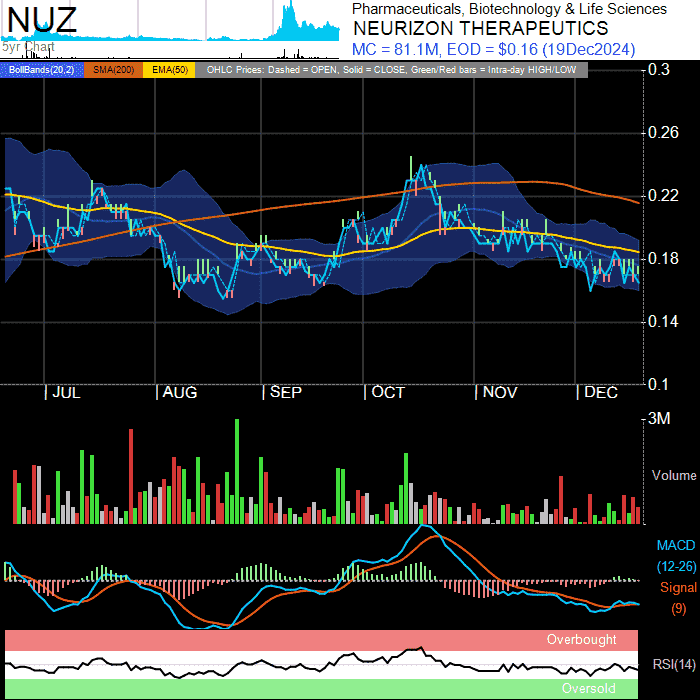 NUZ
5yr Chart
Pharmaceuticals, Biotechnology & Life Sciences
NEURIZON THERAPEUTICS
MC = 81.1M, EOD = $0.16 (19Dec2024)
BollBands(20,2) SMA(200) EMA(50) OHLC Prices: Dashed = OPEN, Solid = CLOSE, Green/Red bars = Intra-day HIGH/LOW
0.3
0.26
0.22
0.18
0.14
0.1
| JUL | AUG | SEP | OCT | NOV | DEC
3M
Volume
MACD
(12-26)
Signal
(9)
Overbought
RSI(14)
Oversold